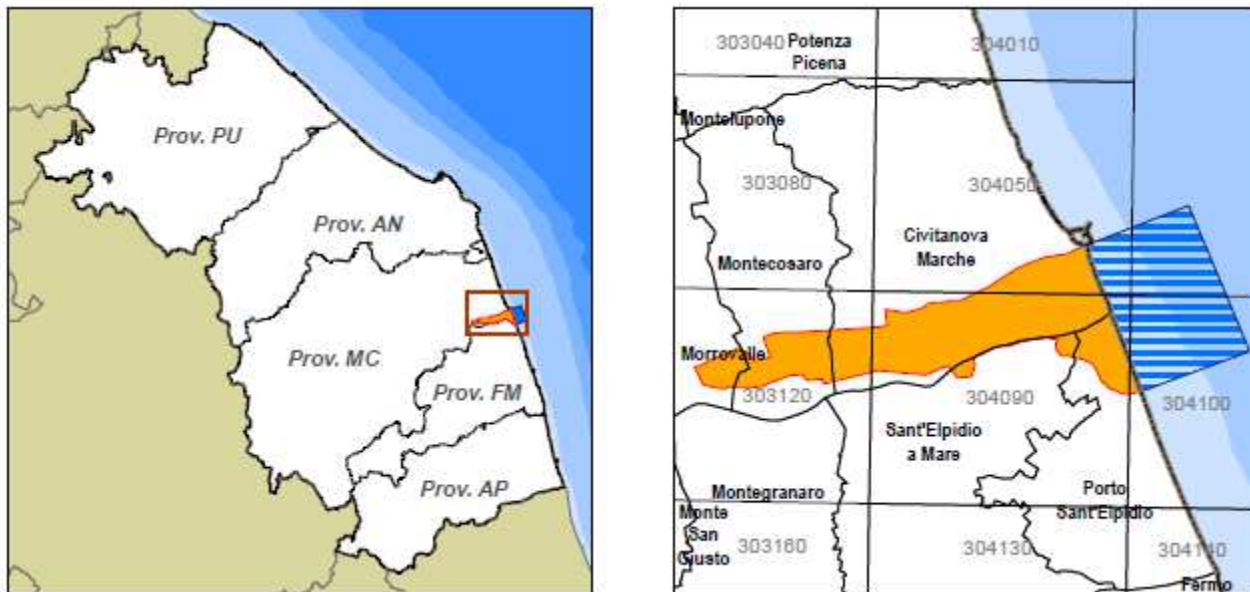 Prov. PU
Prov. AN
Prov. MC
Prov. FM
Prov. AP
303040
Potenza
Picena
304010
Montelupone
303080
304050
Civitanova
Marche
Montecosaro
Morrovalle
303120
304090
304100
Sant'Elpidio
a Mare
Montegranaro
Porto
Sant'Elpidio
Monte
San
Giusto
303160
304130
304140
Fermo